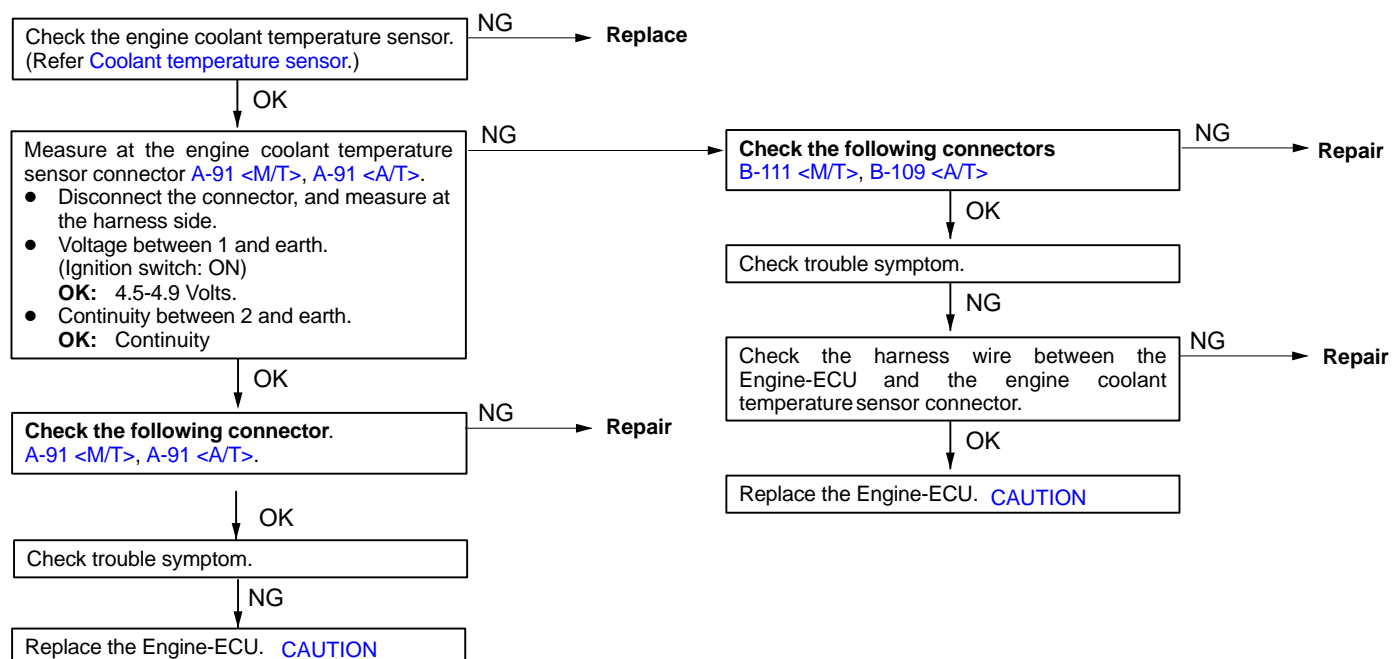 Check the engine coolant temperature sensor.
(Refer Coolant temperature sensor.)
NG
Replace
OK
Measure at the engine coolant temperature
sensor connector A-91 <M/T>, A-91 <A/T>.
● Disconnect the connector, and measure at
the harness side.
● Voltage between 1 and earth.
(Ignition switch: ON)
OK: 4.5-4.9 Volts.
● Continuity between 2 and earth.
OK: Continuity
NG
OK
Check the following connector.
A-91 <M/T>, A-91 <A/T>.
NG
Repair
OK
Check trouble symptom.
NG
Replace the Engine-ECU. CAUTION
Check the following connectors
B-111 <M/T>, B-109 <A/T>
NG
Repair
OK
Check trouble symptom.
NG
Check the harness wire between the
Engine-ECU and the engine coolant
temperature sensor connector.
NG
Repair
OK
Replace the Engine-ECU. CAUTION